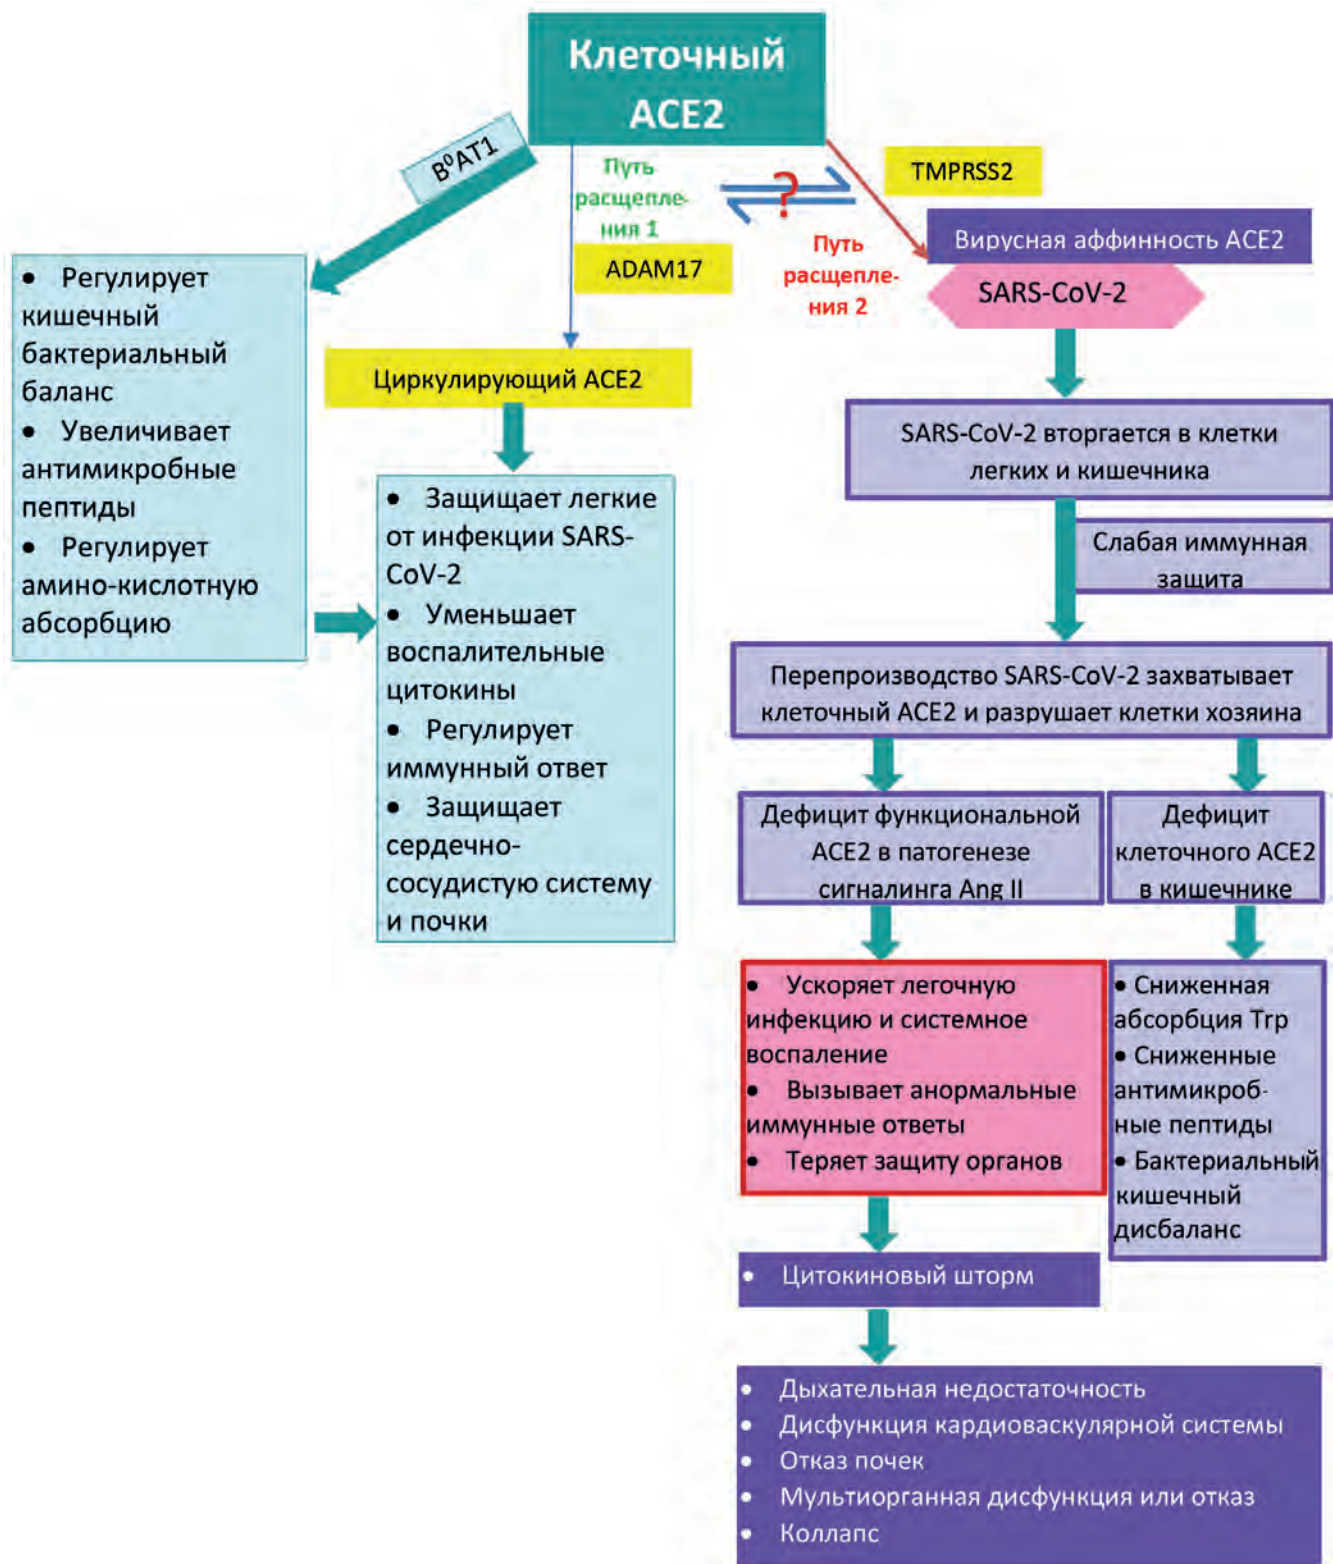 Клеточный
ACE2
B⁰AT1
Путь
расщепле-
ния 1
?
TMPRSS2
ADAM17
Путь
расщепле-
ния 2
Вирусная аффинность ACE2
SARS-CoV-2
• Регулирует
кишечный
бактериальный
баланс
• Увеличивает
антимикробные
пептиды
• Регулирует
амино-кислотную
абсорбцию
Циркулирующий ACE2
• Защищает легкие
от инфекции SARS-
CoV-2
• Уменьшает
воспалительные
цитокины
• Регулирует
иммунный ответ
• Защищает
сердечно-
сосудистую систему
и почки
SARS-CoV-2 вторгается в клетки
легких и кишечника
Слабая иммунная
защита
Перепроизводство SARS-CoV-2 захватывает
клеточный ACE2 и разрушает клетки хозяина
Дефицит функциональной
ACE2 в патогенезе
сигналинга Ang II
Дефицит
клеточного ACE2
в кишечнике
• Ускоряет легочную
инфекцию и системное
воспаление
• Вызывает анормальные
иммунные ответы
• Теряет защиту органов
• Сниженная
абсорбция Trp
• Сниженные
антимикроб-
ные пептиды
• Бактериальный
кишечный
дисбаланс
• Цитокиновый шторм
• Дыхательная недостаточность
• Дисфункция кардиоваскулярной системы
• Отказ почек
• Мультиорганная дисфункция или отказ
• Коллапс